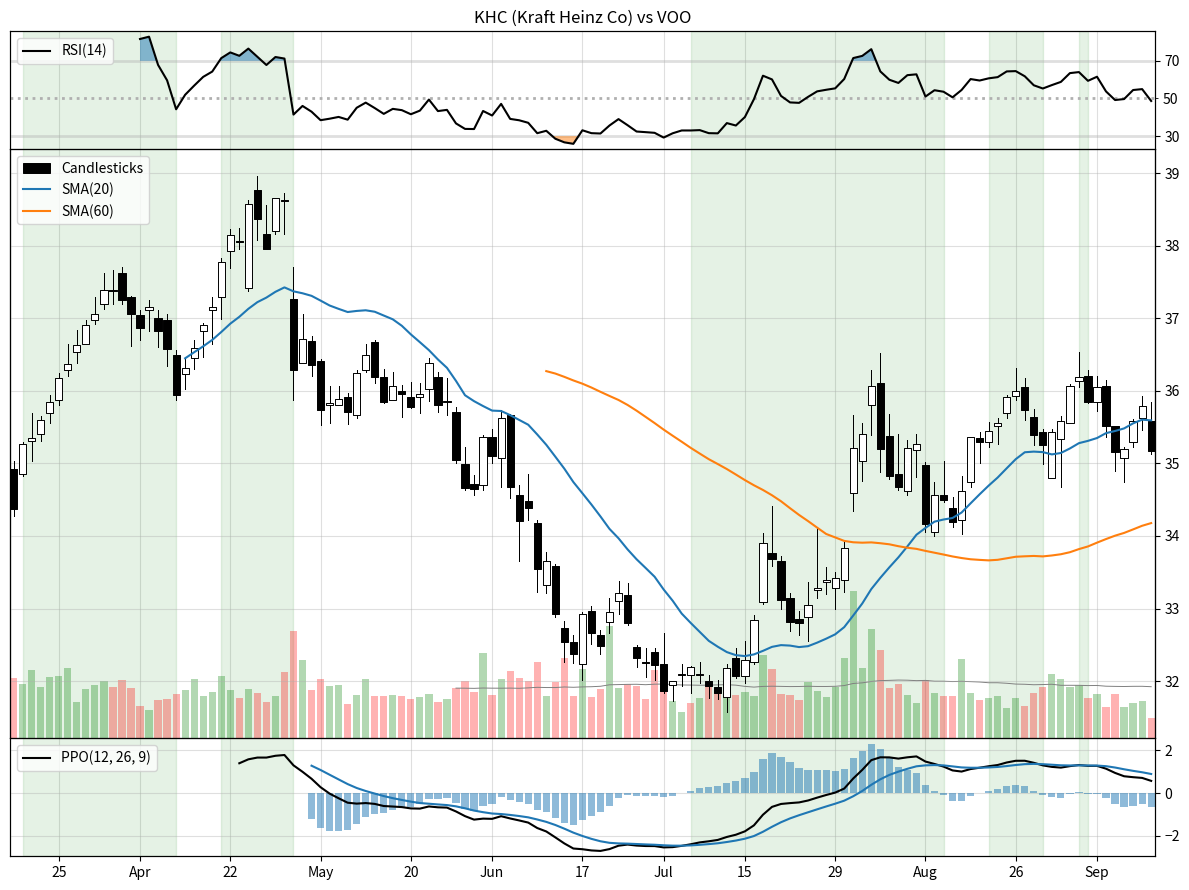 KHC (Kraft Heinz Co) vs VOO
RSI(14)
70
50
30
Candlesticks
SMA(20)
SMA(60)
39
38
37
36
35
34
33
32
PPO(12, 26, 9)
2
0
−2
25 Apr 22 May 20 Jun 17 Jul 15 29 Aug 26 Sep